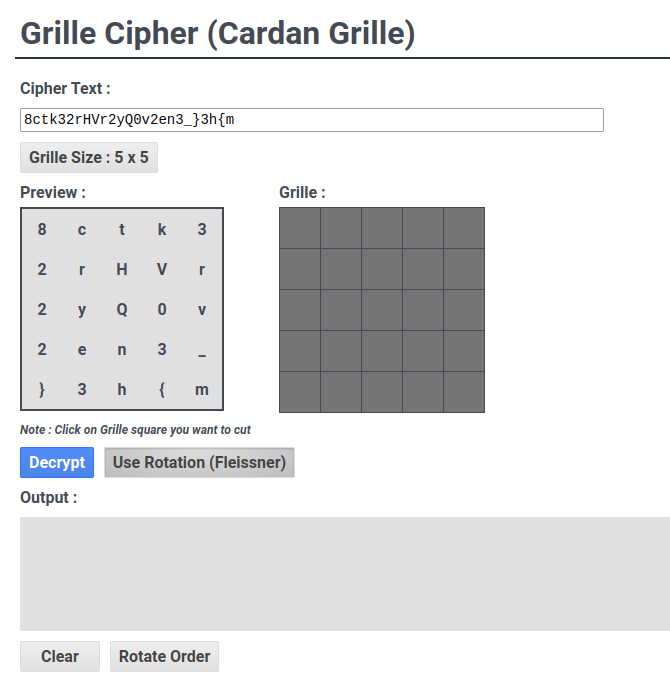 Grille Cipher (Cardan Grille)
Cipher Text :
8ctk32rHVr2yQ0v2en3_}3h{m
Grille Size : 5 x 5
Preview : Grille :
8 c t k 3
2 r H V r
2 y Q 0 v
2 e n 3 _
} 3 h { m
Note : Click on Grille square you want to cut
Decrypt Use Rotation (Fleissner)
Output :
Clear Rotate Order